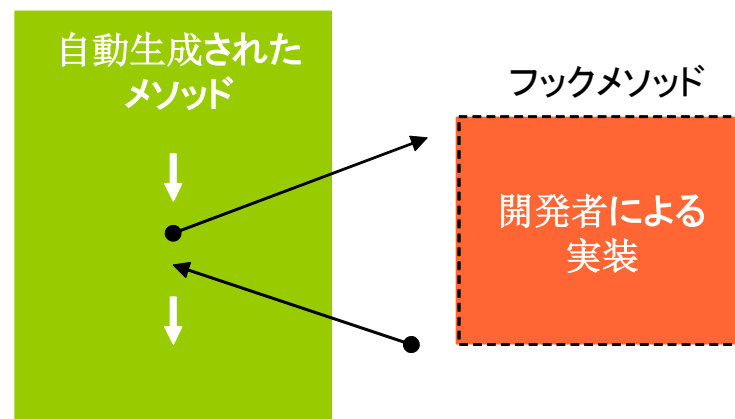 自動生成された
メソッド
フックメソッド
開発者による
実装